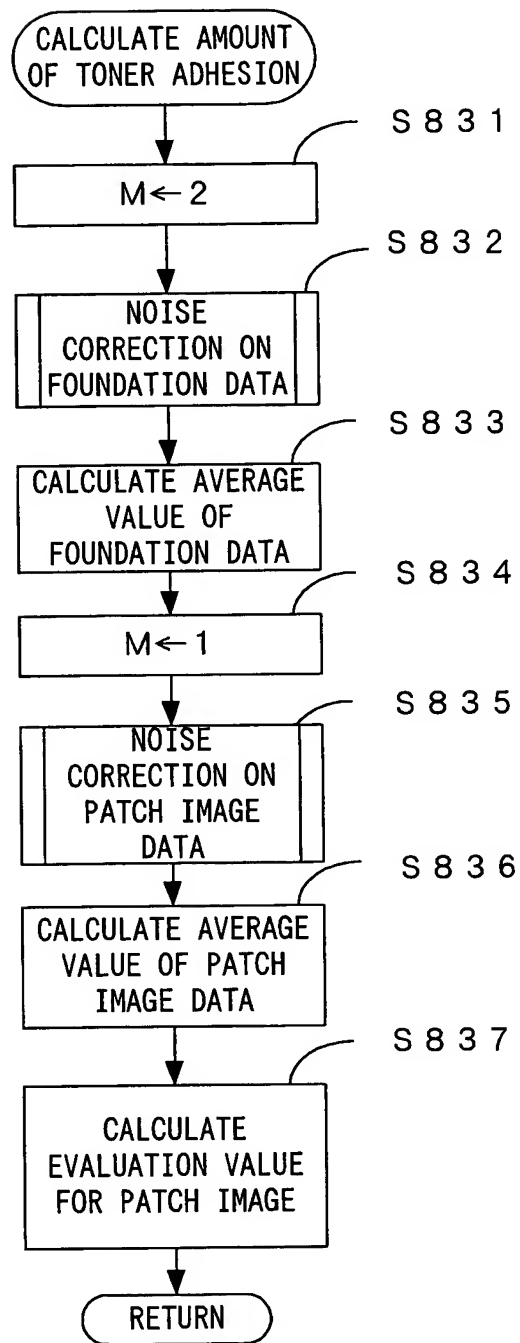 CALCULATE AMOUNT
OF TONER ADHESION
S831
M←2
S832
NOISE
CORRECTION ON
FOUNDATION DATA
S833
CALCULATE AVERAGE
VALUE OF
FOUNDATION DATA
S834
M←1
S835
NOISE
CORRECTION ON
PATCH IMAGE
DATA
S836
CALCULATE AVERAGE
VALUE OF PATCH
IMAGE DATA
S837
CALCULATE
EVALUATION VALUE
FOR PATCH IMAGE
RETURN